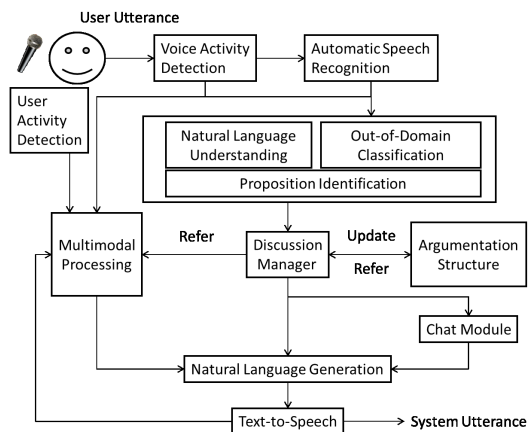 User Utterance
Voice Activity
Detection
Automatic Speech
Recognition
User
Activity
Detection
Natural Language
Understanding
Out-of-Domain
Classification
Proposition Identification
Multimodal
Processing
Refer
Discussion
Manager
Update
Refer
Argumentation
Structure
Chat Module
Natural Language Generation
Text-to-Speech
System Utterance